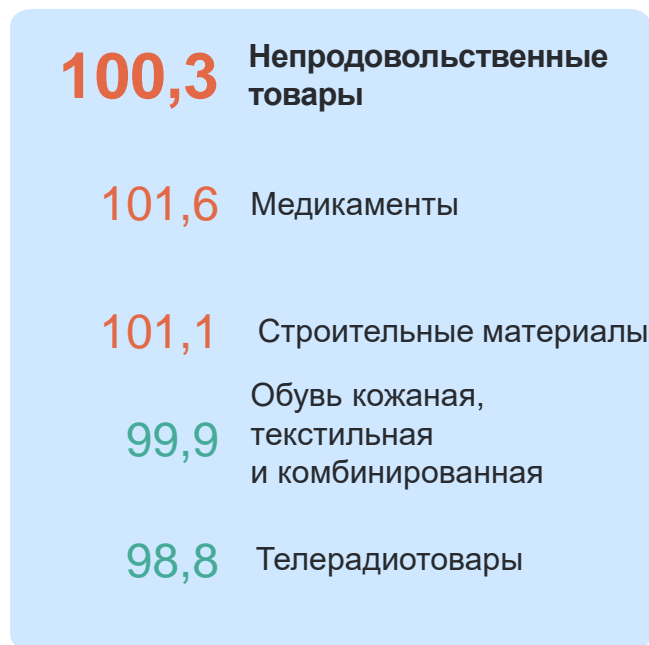 100,3 Непродовольственные
товары
101,6 Медикаменты
101,1 Строительные материалы
Обувь кожаная,
99,9 текстильная
и комбинированная
98,8 Телерадиотовары